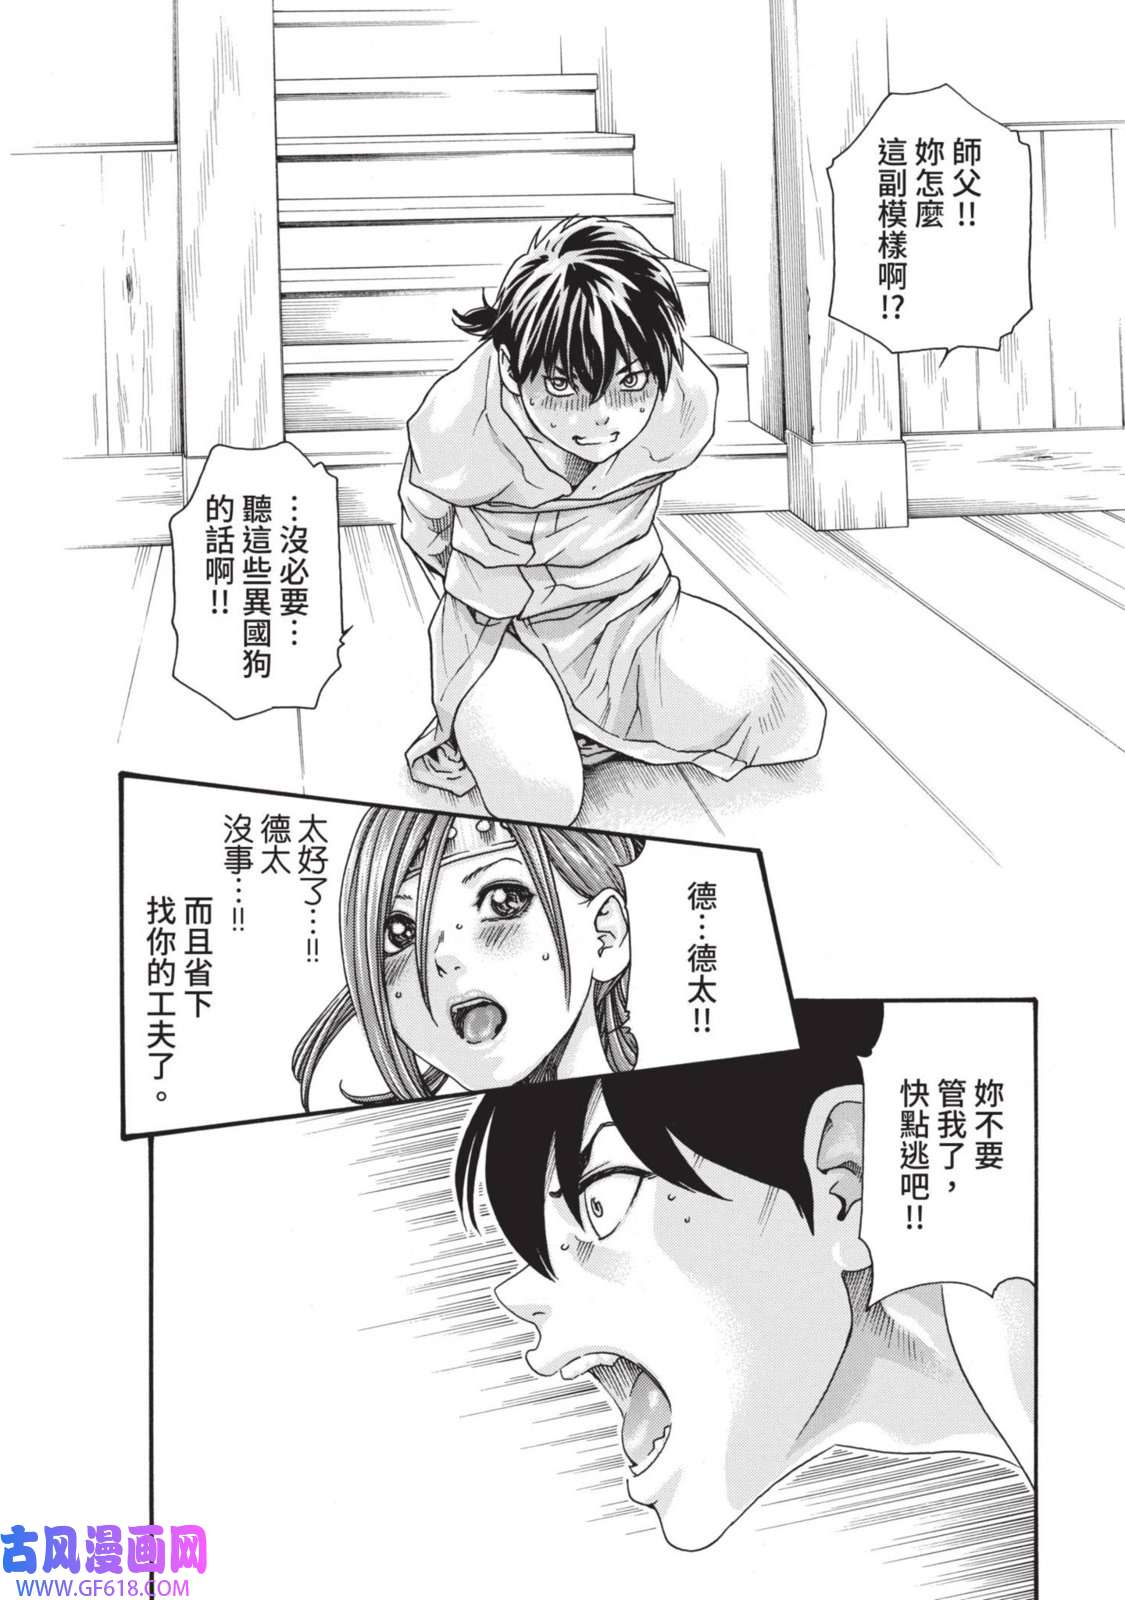 師父!!
妳怎麼
這副模樣啊!?
…沒必要…
聽這些異國狗
的話啊!!
德…德太!!
太好了…!!
德太
沒事…!!
而且省下
找你的工夫了。
妳不要
管我了，
快點逃吧!!
古风漫画网
WWW.GF618.COM